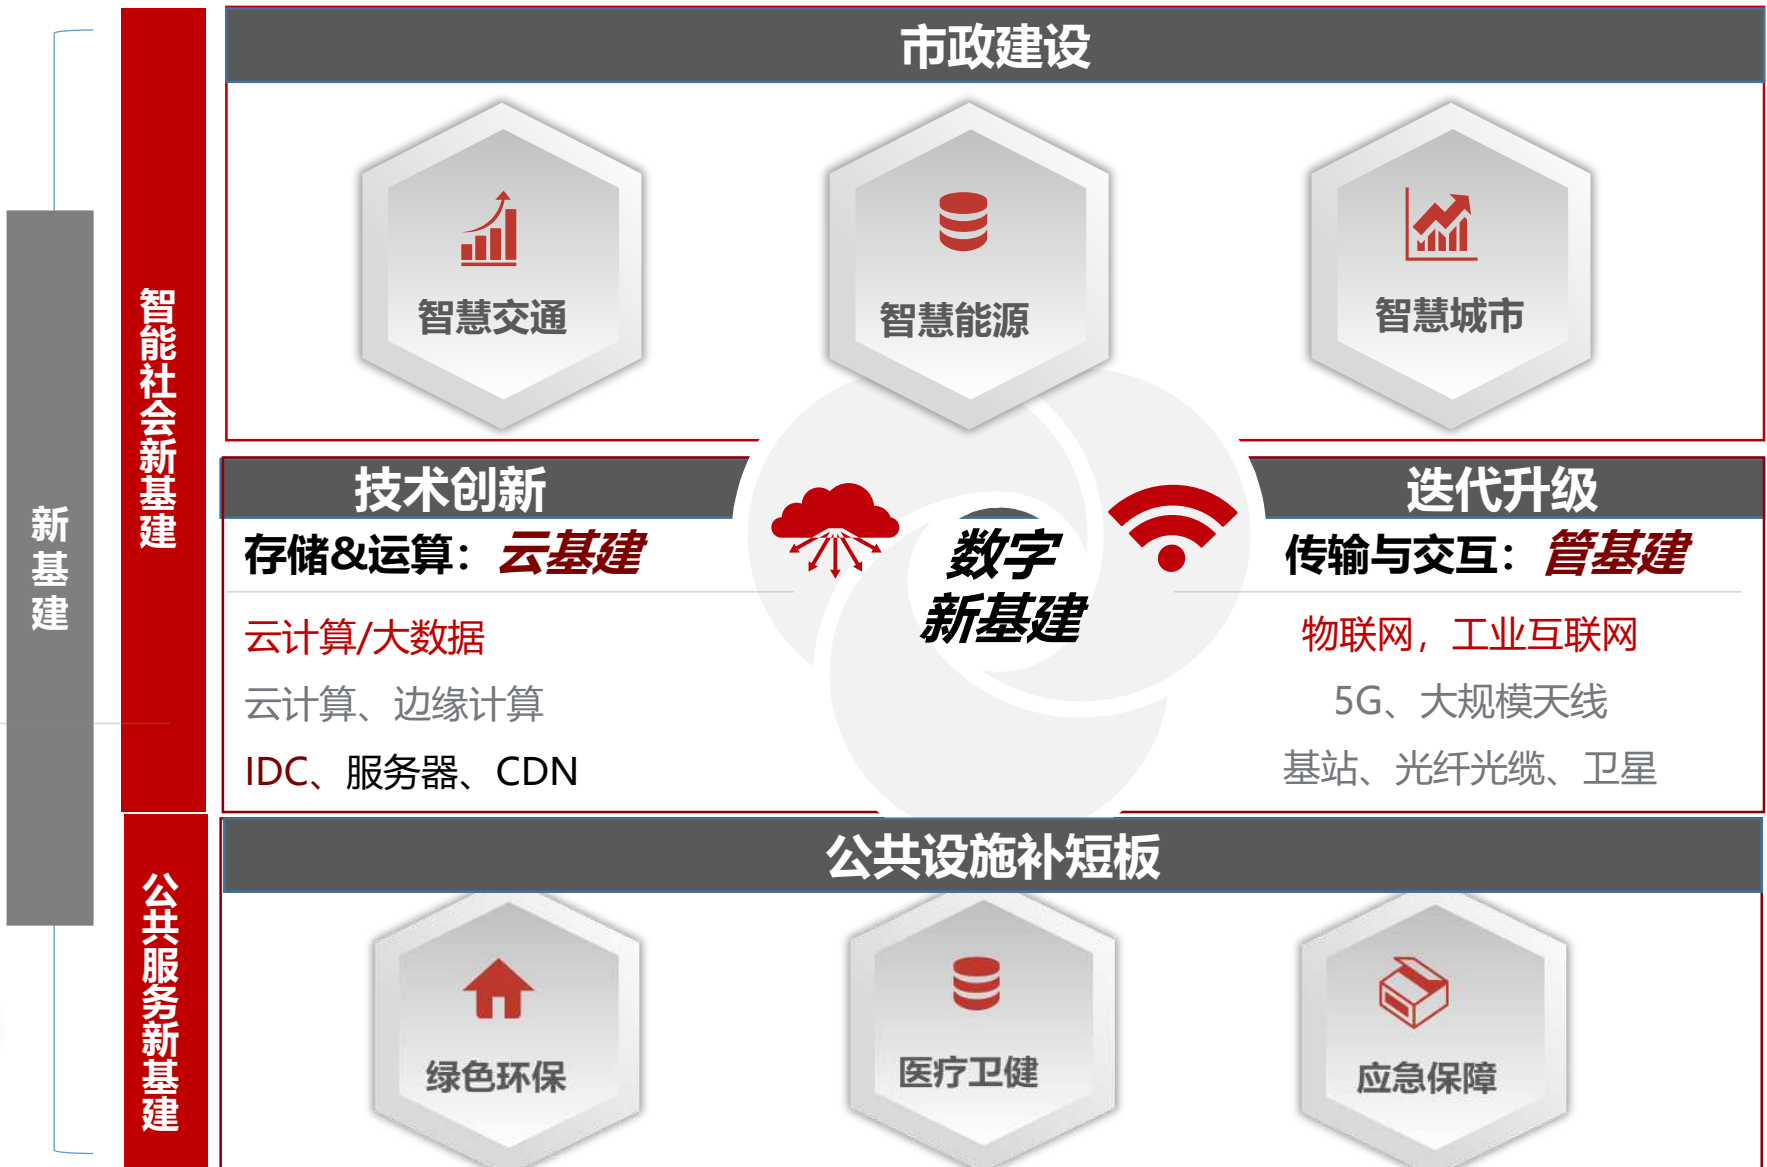 新基建
智能社会新基建
市政建设
智慧交通
智慧能源
智慧城市
技术创新
存储&运算：云基建
云计算/大数据
云计算、边缘计算
IDC、服务器、CDN
数字
新基建
迭代升级
传输与交互：管基建
物联网，工业互联网
5G、大规模天线
基站、光纤光缆、卫星
公共服务新基建
公共设施补短板
绿色环保
医疗卫健
应急保障